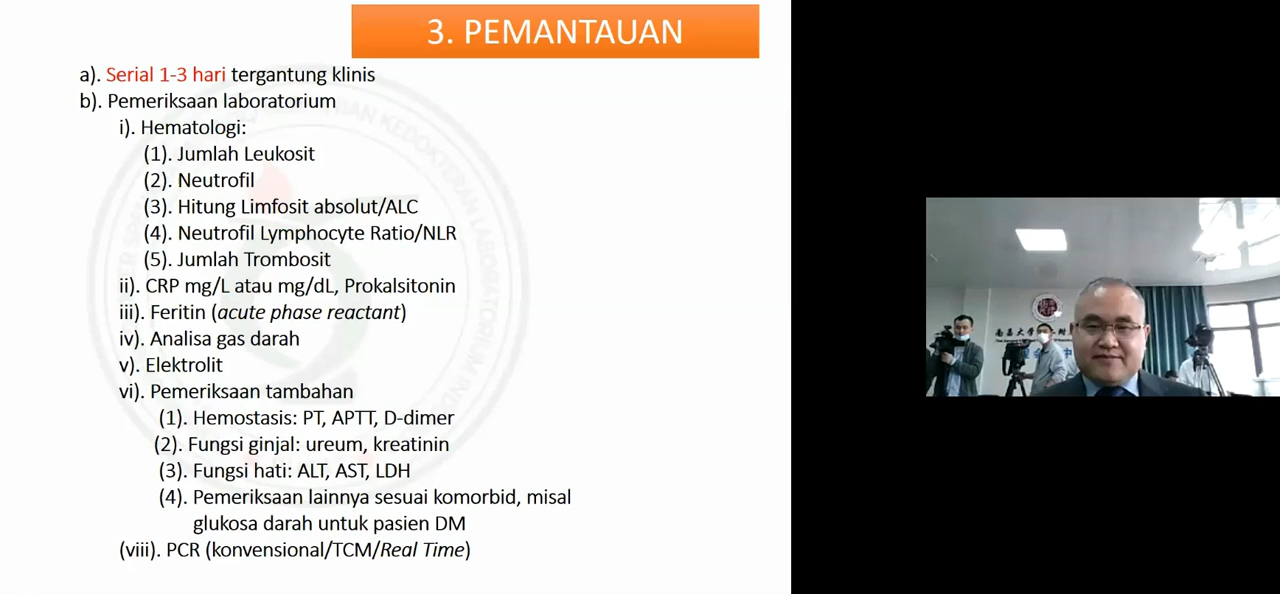 3. PEMANTAUAN
a). Serial 1-3 hari tergantung klinis
b). Pemeriksaan laboratorium
i). Hematologi:
(1). Jumlah Leukosit
(2). Neutrofil
(3). Hitung Limfosit absolut/ALC
(4). Neutrofil Lymphocyte Ratio/NLR
(5). Jumlah Trombosit
ii). CRP mg/L atau mg/dL, Prokalsitonin
iii). Feritin (acute phase reactant)
iv). Analisa gas darah
v). Elektrolit
vi). Pemeriksaan tambahan
(1). Hemostasis: PT, APTT, D-dimer
(2). Fungsi ginjal: ureum, kreatinin
(3). Fungsi hati: ALT, AST, LDH
(4). Pemeriksaan lainnya sesuai komorbid, misal
glukosa darah untuk pasien DM
(viii). PCR (konvensional/TCM/Real Time)
南昌大学